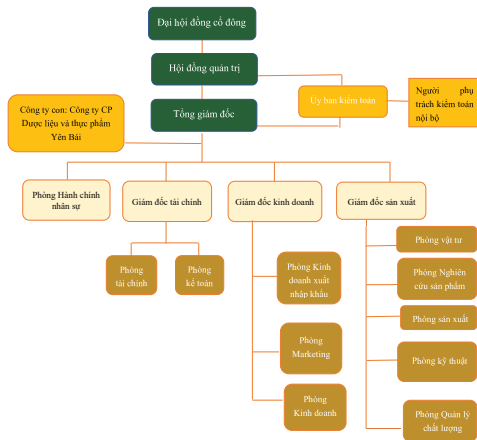 Đại hội đồng cổ đông
Hội đồng quản trị
Ủy ban kiểm toán
Người phụ
trách kiểm toán
nội bộ
Công ty con: Công ty CP
Dược liệu và thực phẩm
Yên Bái
Tổng giám đốc
Phòng Hành chính
nhân sự
Giám đốc tài chính
Giám đốc kinh doanh
Giám đốc sản xuất
Phòng
tài chính
Phòng
kế toán
Phòng Kinh
doanh xuất
nhập khẩu
Phòng
Marketing
Phòng
Kinh doanh
Phòng vật tư
Phòng Nghiên
cứu sản phẩm
Phòng sản xuất
Phòng kỹ thuật
Phòng Quản lý
chất lượng